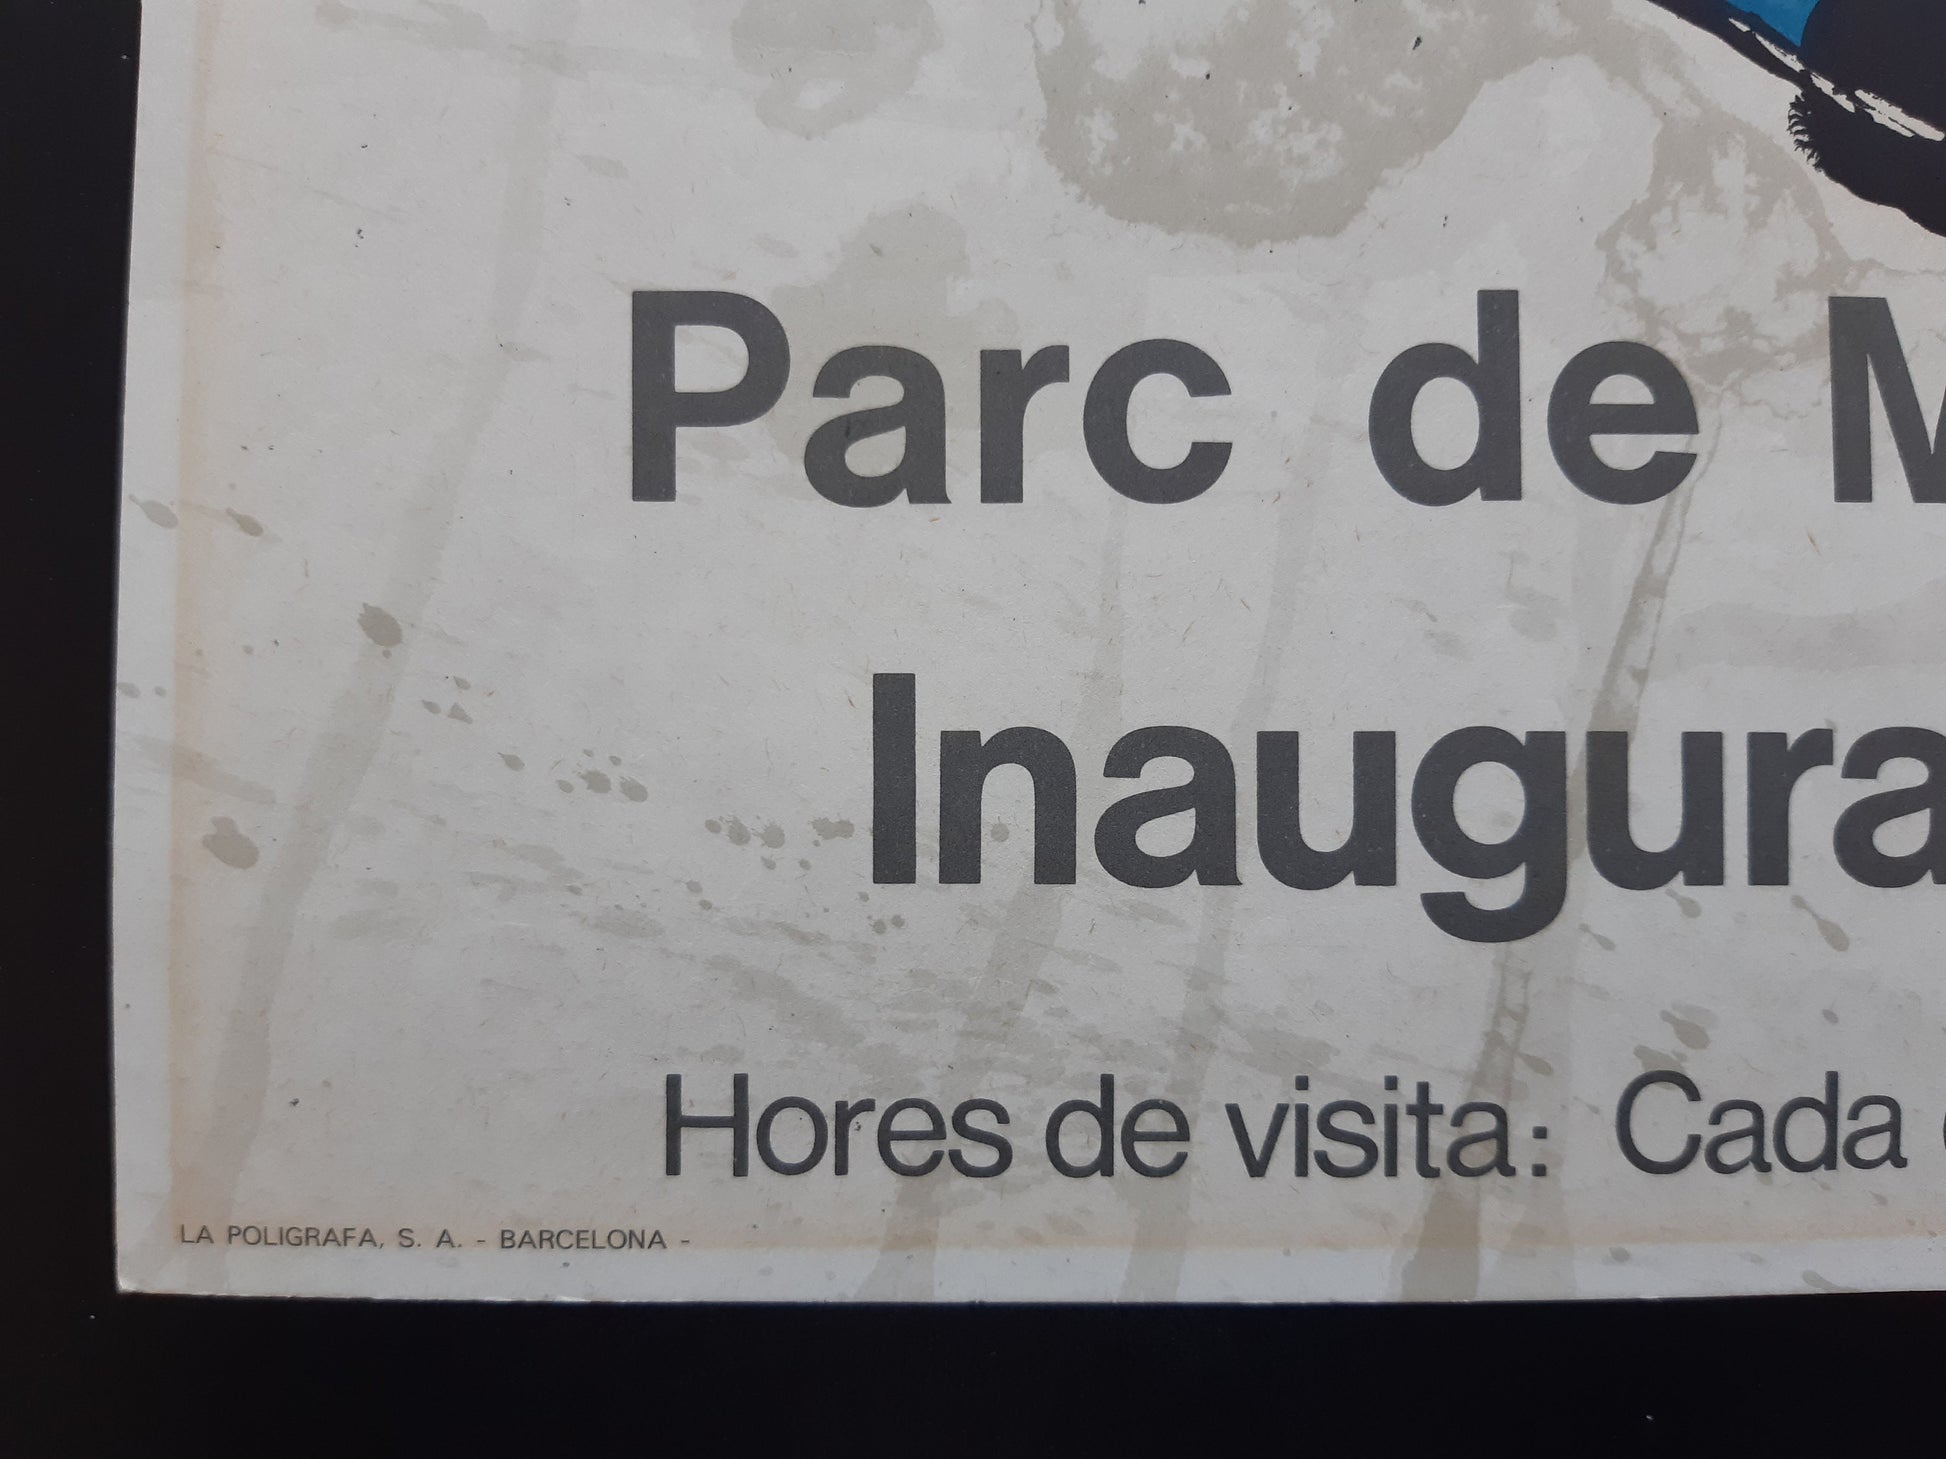 Parc de M
Inaugura
Hores de visita: Cada
LA POLIGRAFA, S. A. - BARCELONA -